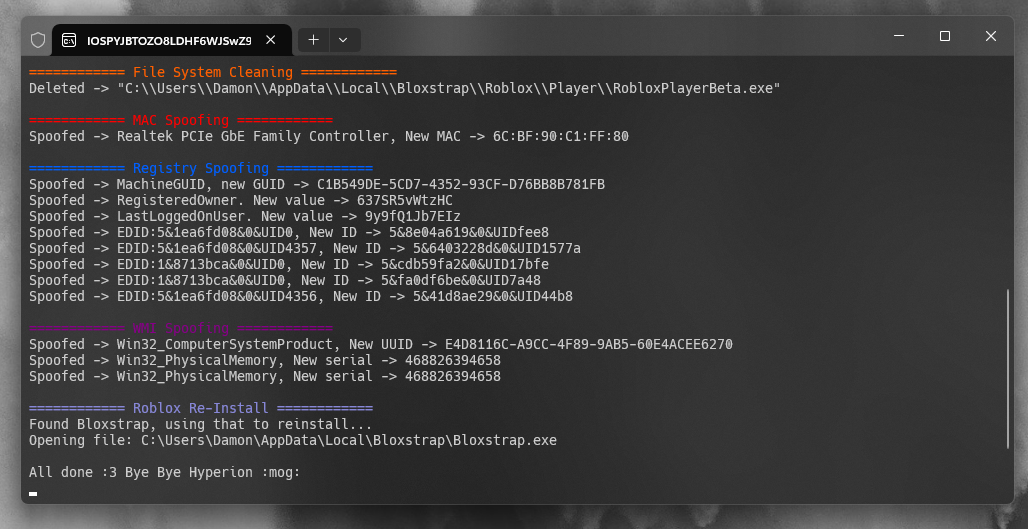 IOSPYJBTOZO8LDHF6WJSwZ9
============ File System Cleaning ============
Deleted -> "C:\\Users\\Damon\\AppData\\Local\\Bloxstrap\\Roblox\\Player\\RobloxPlayerBeta.exe"
============ MAC Spoofing ============
Spoofed -> Realtek PCIe GbE Family Controller, New MAC -> 6C:BF:90:C1:FF:80
============ Registry Spoofing ============
Spoofed -> MachineGUID, new GUID -> C1B549DE-5CD7-4352-93CF-D76BB8B781FB
Spoofed -> RegisteredOwner. New value -> 637SR5vWtzHC
Spoofed -> LastLoggedOnUser. New value -> 9y9fQ1Jb7EIz
Spoofed -> EDID:5&1ea6fd08&0&UID0, New ID -> 5&8e04a619&0&UIDfee8
Spoofed -> EDID:5&1ea6fd08&0&UID4357, New ID -> 5&6403228d&0&UID1577a
Spoofed -> EDID:1&8713bca&0&UID0, New ID -> 5&cdb59fa2&0&UID17bfe
Spoofed -> EDID:1&8713bca&0&UID0, New ID -> 5&fa0df6be&0&UID7a48
Spoofed -> EDID:5&1ea6fd08&0&UID4356, New ID -> 5&41d8ae29&0&UID44b8
============ WMI Spoofing ============
Spoofed -> Win32_ComputerSystemProduct, New UUID -> E4D8116C-A9CC-4F89-9AB5-60E4ACEE6270
Spoofed -> Win32_PhysicalMemory, New serial -> 468826394658
Spoofed -> Win32_PhysicalMemory, New serial -> 468826394658
============ Roblox Re-Install ============
Found Bloxstrap, using that to reinstall...
Opening file: C:\Users\Damon\AppData\Local\Bloxstrap\Bloxstrap.exe
All done :3 Bye Bye Hyperion :mog: